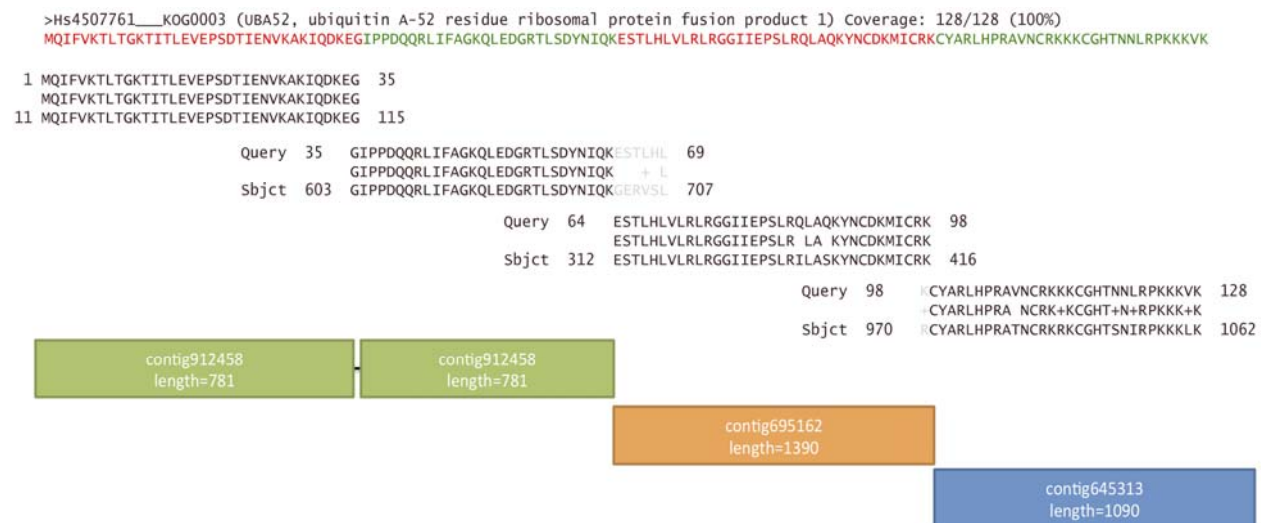 >Hs4507761___KOG0003 (UBA52, ubiquitin A-52 residue ribosomal protein fusion product 1) Coverage: 128/128 (100%)
MQIFVKTLTGKTITLEVEPSDTIENVKAKIQDKEGIPPDQQRLIFAGKQLEDGRTLSDYNIQKESTLHLVLRLRGGIIEPSLRQLAQKYNCDKMICRKCYARLHPRAVNCRKKKCGHTNNLRPKKKVK
1 MQIFVKTLTGKTITLEVEPSDTIENVKAKIQDKEG 35
MQIFVKTLTGKTITLEVEPSDTIENVKAKIQDKEG
11 MQIFVKTLTGKTITLEVEPSDTIENVKAKIQDKEG 115
Query 35 GIPPDQQRLIFAGKQLEDGRTLSDYNIQKESTLHL 69
GIPPDQQRLIFAGKQLEDGRTLSDYNIQK + L
Sbjct 603 GIPPDQQRLIFAGKQLEDGRTLSDYNIQKGERVSL 707
Query 64 ESTLHLVLRLRGGIIEPSLRQLAQKYNCDKMICRK 98
ESTLHLVLRLRGGIIEPSLR LA KYNCDKMICRK
Sbjct 312 ESTLHLVLRLRGGIIEPSLRILASKYNCDKMICRK 416
Query 98 KCYARLHPRAVNCRKKKCGHTNNLRPKKKVK 128
+CYARLHPRA NCRK+KCGHT+N+RPKKK+K
Sbjct 970 RCYARLHPRATNCRKRKCGHTSNIRPKKKLK 1062
contig912458
length=781
contig912458
length=781
contig695162
length=1390
contig645313
length=1090